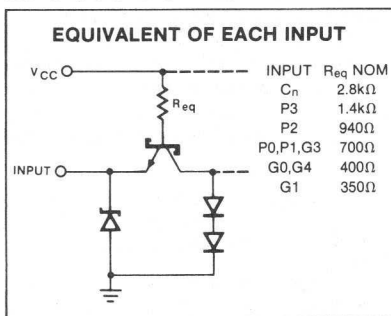 EQUIVALENT OF EACH INPUT
VCC
INPUT Req NOM
Cn 2.8kΩ
P3 1.4kΩ
P2 940Ω
P0,P1,G3 700Ω
G0,G4 400Ω
G1 350Ω
Req
INPUT